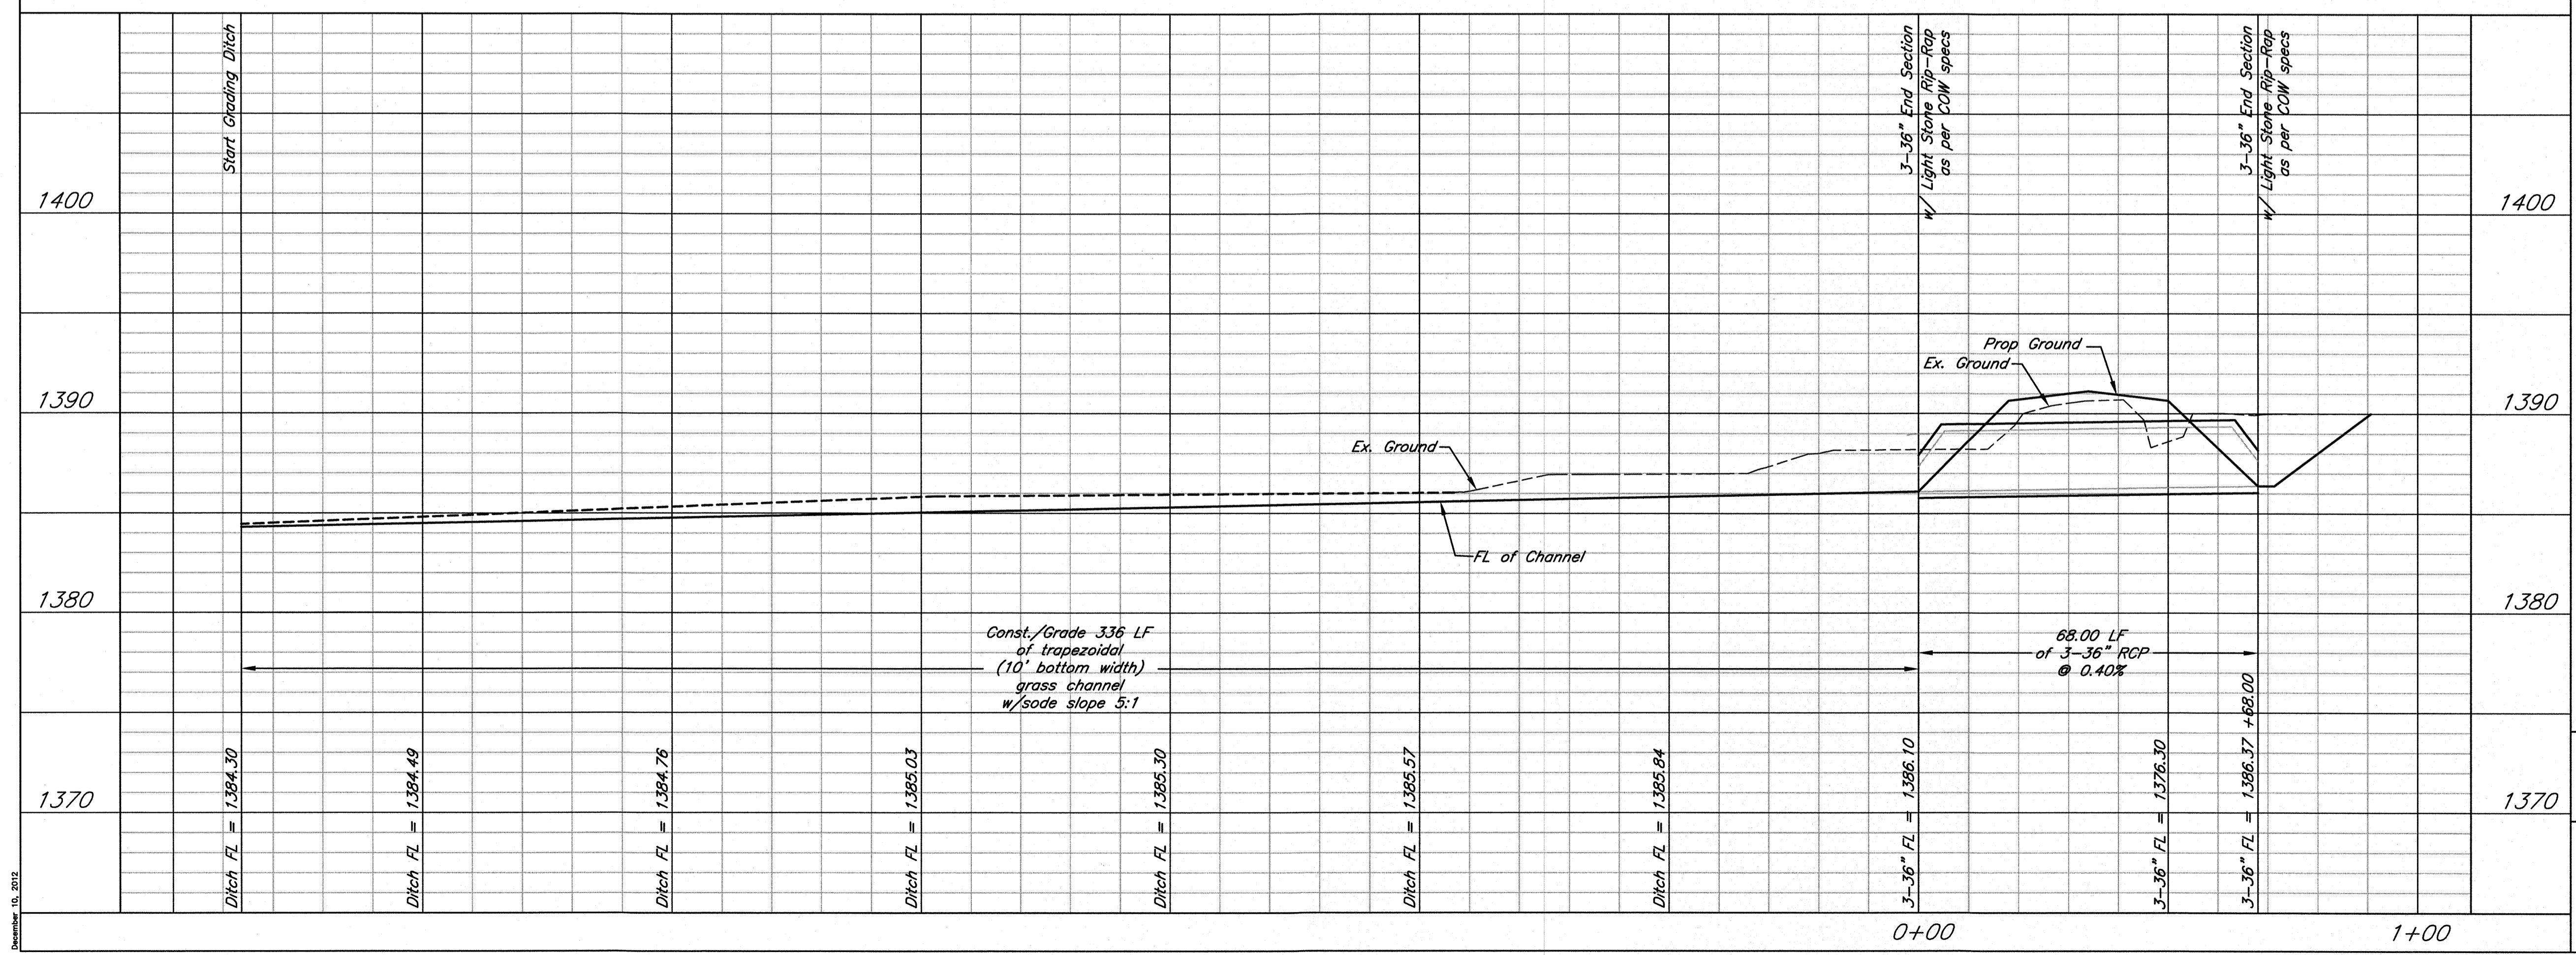 Start Grading Ditch
3-36" End Section
w/ Light Stone Rip-Rap
as per COW specs
3-36" End Section
w/ Light Stone Rip-Rap
as per COW specs
1400
1400
Prop Ground
Ex. Ground
1390
1390
Ex. Ground
FL of Channel
1380
1380
Const./Grade 336 LF
of trapezoidal
(10' bottom width)
grass channel
w/sode slope 5:1
68.00 LF
of 3-36" RCP
@ 0.40%
1370
1370
Ditch FL = 1384.30
Ditch FL = 1384.49
Ditch FL = 1384.76
Ditch FL = 1385.03
Ditch FL = 1385.30
Ditch FL = 1385.57
Ditch FL = 1385.84
3-36" FL = 1386.10
3-36" FL = 1376.30
3-36" FL = 1386.37 +68.00
December 10, 2012
0+00
1+00